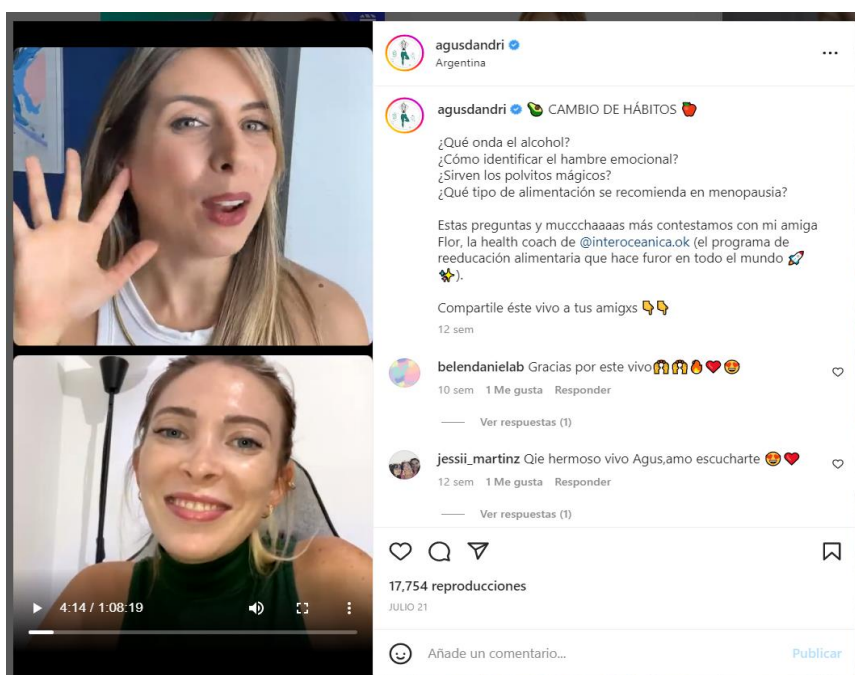 agusdandri
Argentina
agusdandri 🥑 CAMBIO DE HÁBITOS 🍎
¿Qué onda el alcohol?
¿Cómo identificar el hambre emocional?
¿Sirven los polvitos mágicos?
¿Qué tipo de alimentación se recomienda en menopausia?
Estas preguntas y muccchaaaas más contestamos con mi amiga
Flor, la health coach de @interoceanica.ok (el programa de
reeducación alimentaria que hace furor en todo el mundo 🚀
✨).
Compartile éste vivo a tus amigxs 👇👇
12 sem
belendanielab Gracias por este vivo🙌🙌🔥❤️😍
10 sem 1 Me gusta Responder
Ver respuestas (1)
jessii_martinz Qie hermoso vivo Agus,amo escucharte 😍❤️
12 sem 1 Me gusta Responder
Ver respuestas (1)
17,754 reproducciones
JULIO 21
Añade un comentario... Publicar
4:14 / 1:08:19